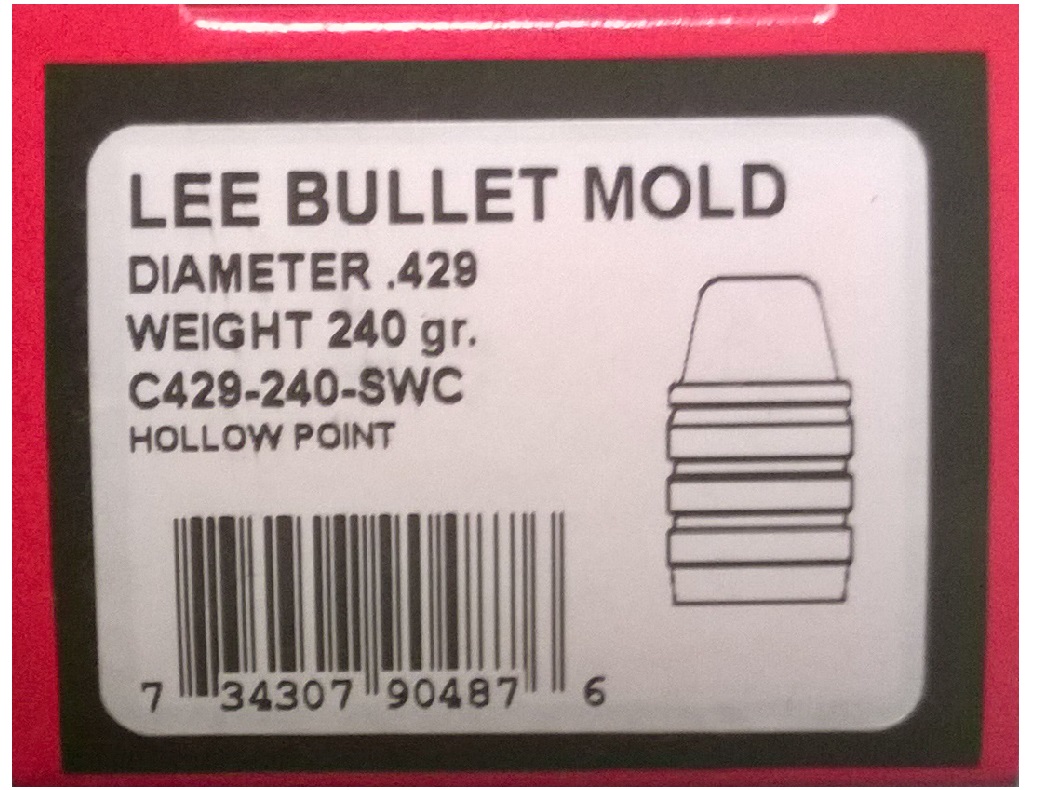 LEE BULLET MOLD
DIAMETER .429
WEIGHT 240 gr.
C429-240-SWC
HOLLOW POINT
7 34307 90487 6